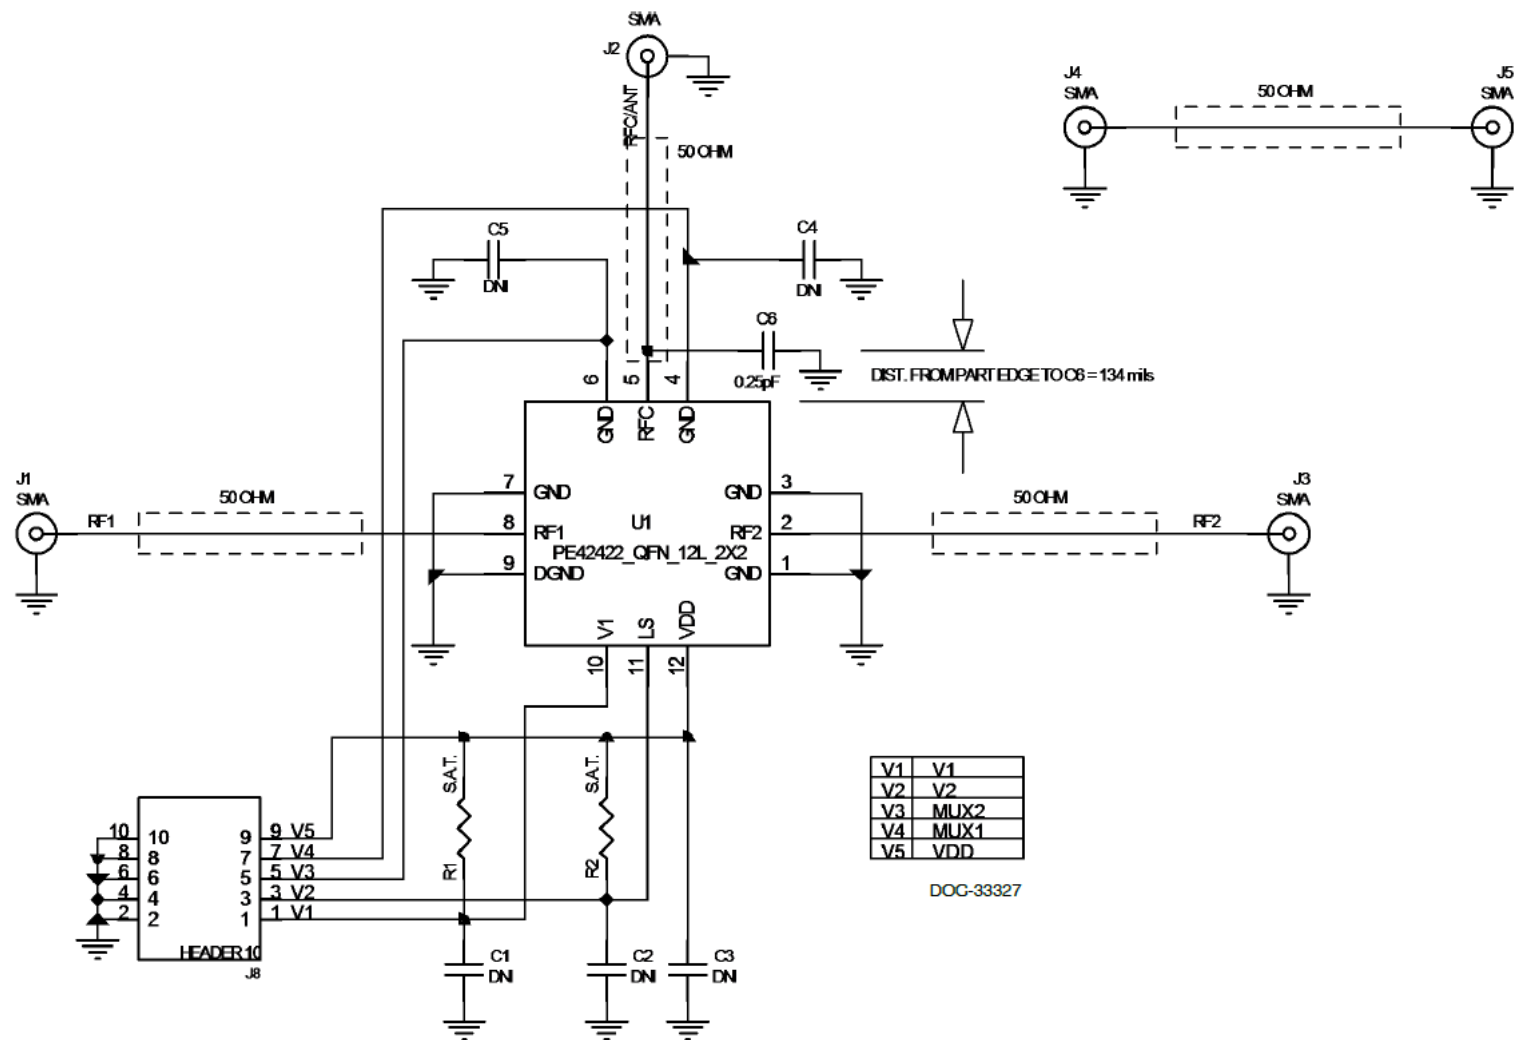 SMA
J2
RFC/ANT
50 OHM
J4
SMA
50 OHM
J5
SMA
C5
DNI
C4
DNI
C6
0.25pF
DIST. FROM PART EDGE TO C6 = 134 mils
6
5
4
GND
RFC
GND
J1
SMA
RF1
50 OHM
7
GND
8
RF1
9
DGND
U1
PE42422_QFN_12L_2X2
GND
3
RF2
2
GND
1
50 OHM
RF2
J3
SMA
V1
LS
VDD
10
11
12
S.A.T.
R1
S.A.T.
R2
10 10 9 9 V5
8 8 7 7 V4
6 6 5 5 V3
4 4 3 3 V2
2 2 1 1 V1
HEADER 10
J8
C1
DNI
C2
DNI
C3
DNI
V1 V1
V2 V2
V3 MUX2
V4 MUX1
V5 VDD
DOC-33327